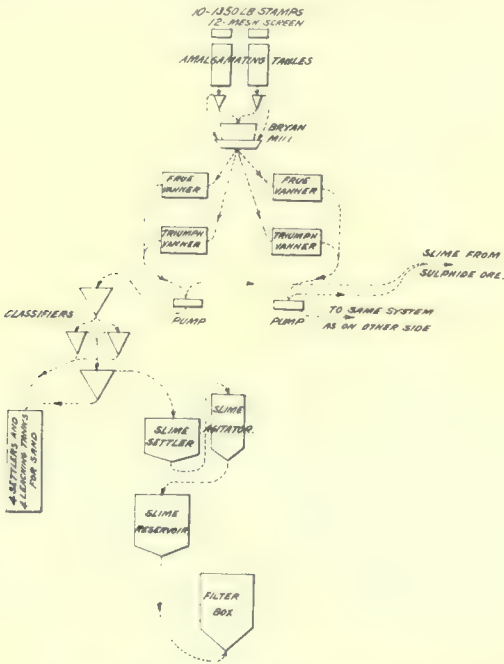 10-1350 LB STAMPS
12-MESH SCREEN
AMALGAMATING TABLES
BRYAN
MILL
FRUE
VANNER
FRUE
VANNER
TRIUMPH
VANNER
TRIUMPH
VANNER
SLIME FROM
SULPHIDE ORE.
CLASSIFIERS
PUMP
PUMP
TO SAME SYSTEM
AS ON OTHER SIDE
4 SETTLERS AND
4 LEACHING TANKS
FOR SAND
SLIME
SETTLER
SLIME
AGITATOR
SLIME
RESERVOIR
FILTER
BOX